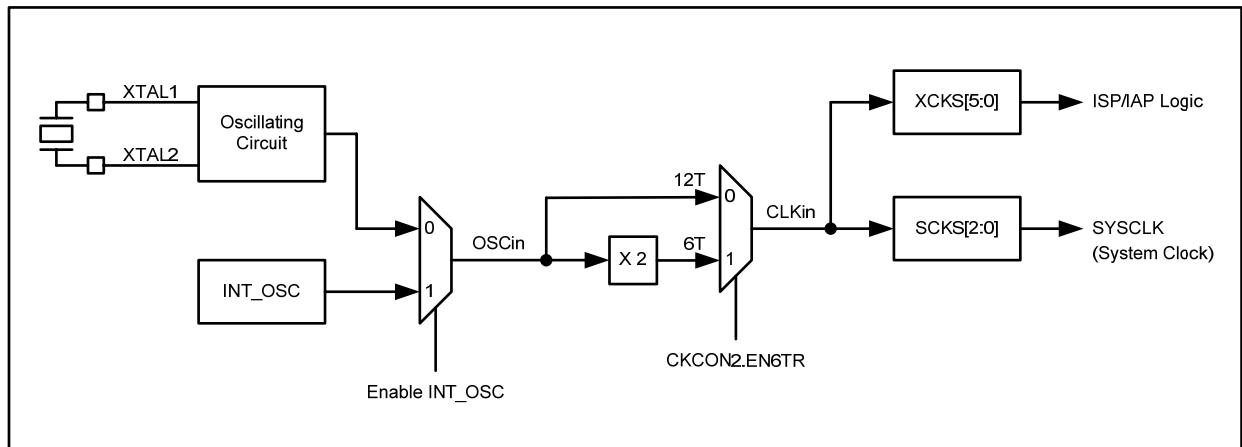 XTAL1
XTAL2
Oscillating
Circuit
INT_OSC
0
1
Enable INT_OSC
OSCin
12T
6T
X 2
0
1
CKCON2.EN6TR
CLKin
XCKS[5:0]
ISP/IAP Logic
SCKS[2:0]
SYSCLK
(System Clock)